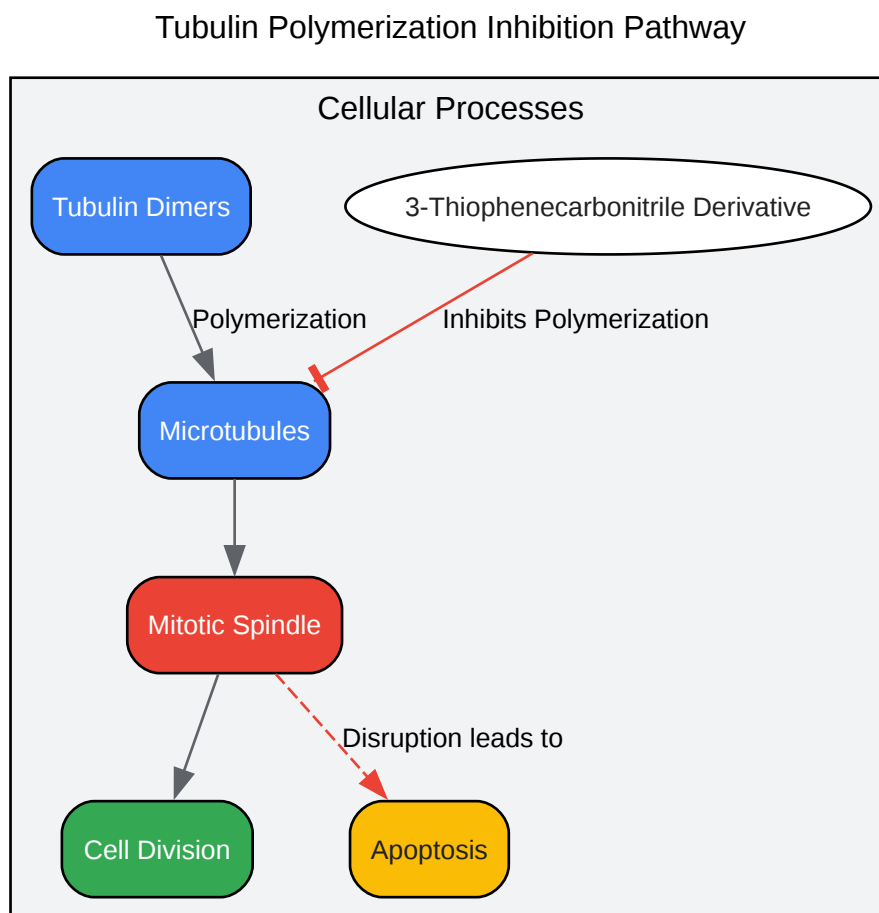 Tubulin Polymerization Inhibition Pathway
Cellular Processes
Tubulin Dimers
3-Thiophenecarbonitrile Derivative
Polymerization
Inhibits Polymerization
Microtubules
Mitotic Spindle
Disruption leads to
Cell Division
Apoptosis